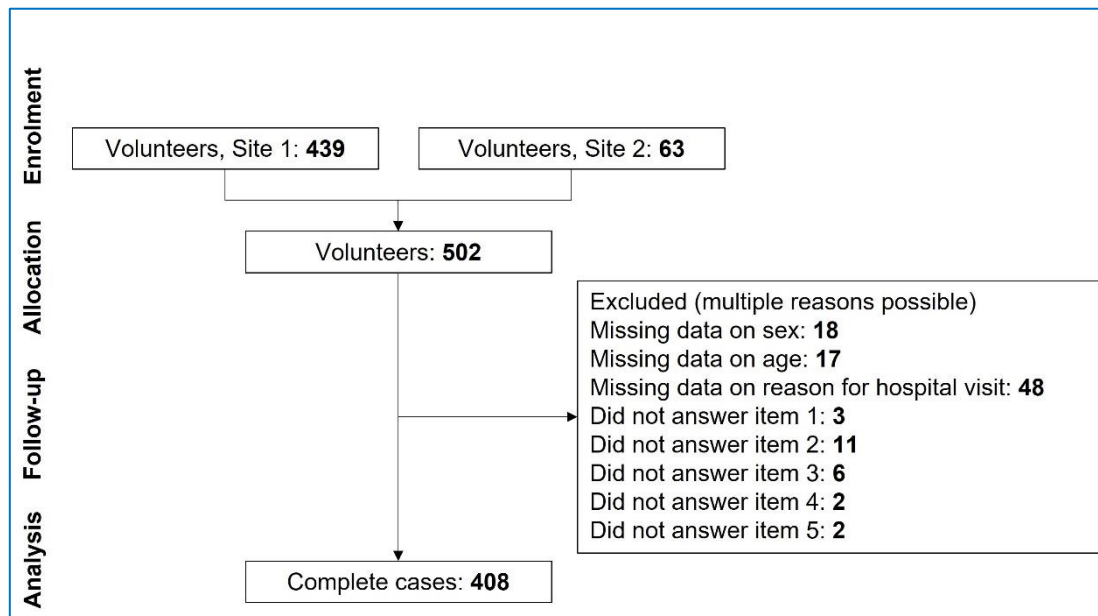 Enrolment
Volunteers, Site 1: 439
Volunteers, Site 2: 63
Allocation
Volunteers: 502
Excluded (multiple reasons possible)
Missing data on sex: 18
Missing data on age: 17
Missing data on reason for hospital visit: 48
Did not answer item 1: 3
Did not answer item 2: 11
Did not answer item 3: 6
Did not answer item 4: 2
Did not answer item 5: 2
Follow-up
Analysis
Complete cases: 408